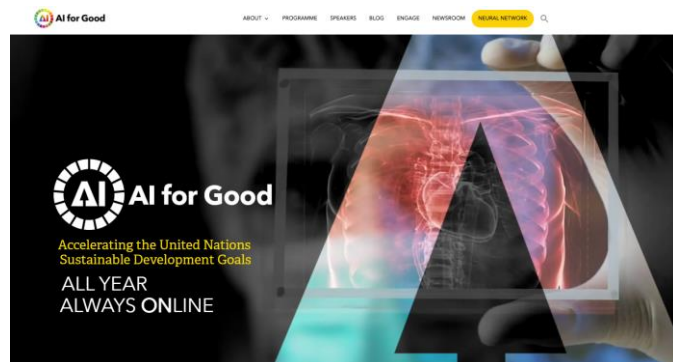 AI AI for Good
ABOUT PROGRAMME SPEAKERS BLOG ENGAGE NEWSROOM NEURAL NETWORK
AI AI for Good
Accelerating the United Nations
Sustainable Development Goals
ALL YEAR
ALWAYS ONLINE